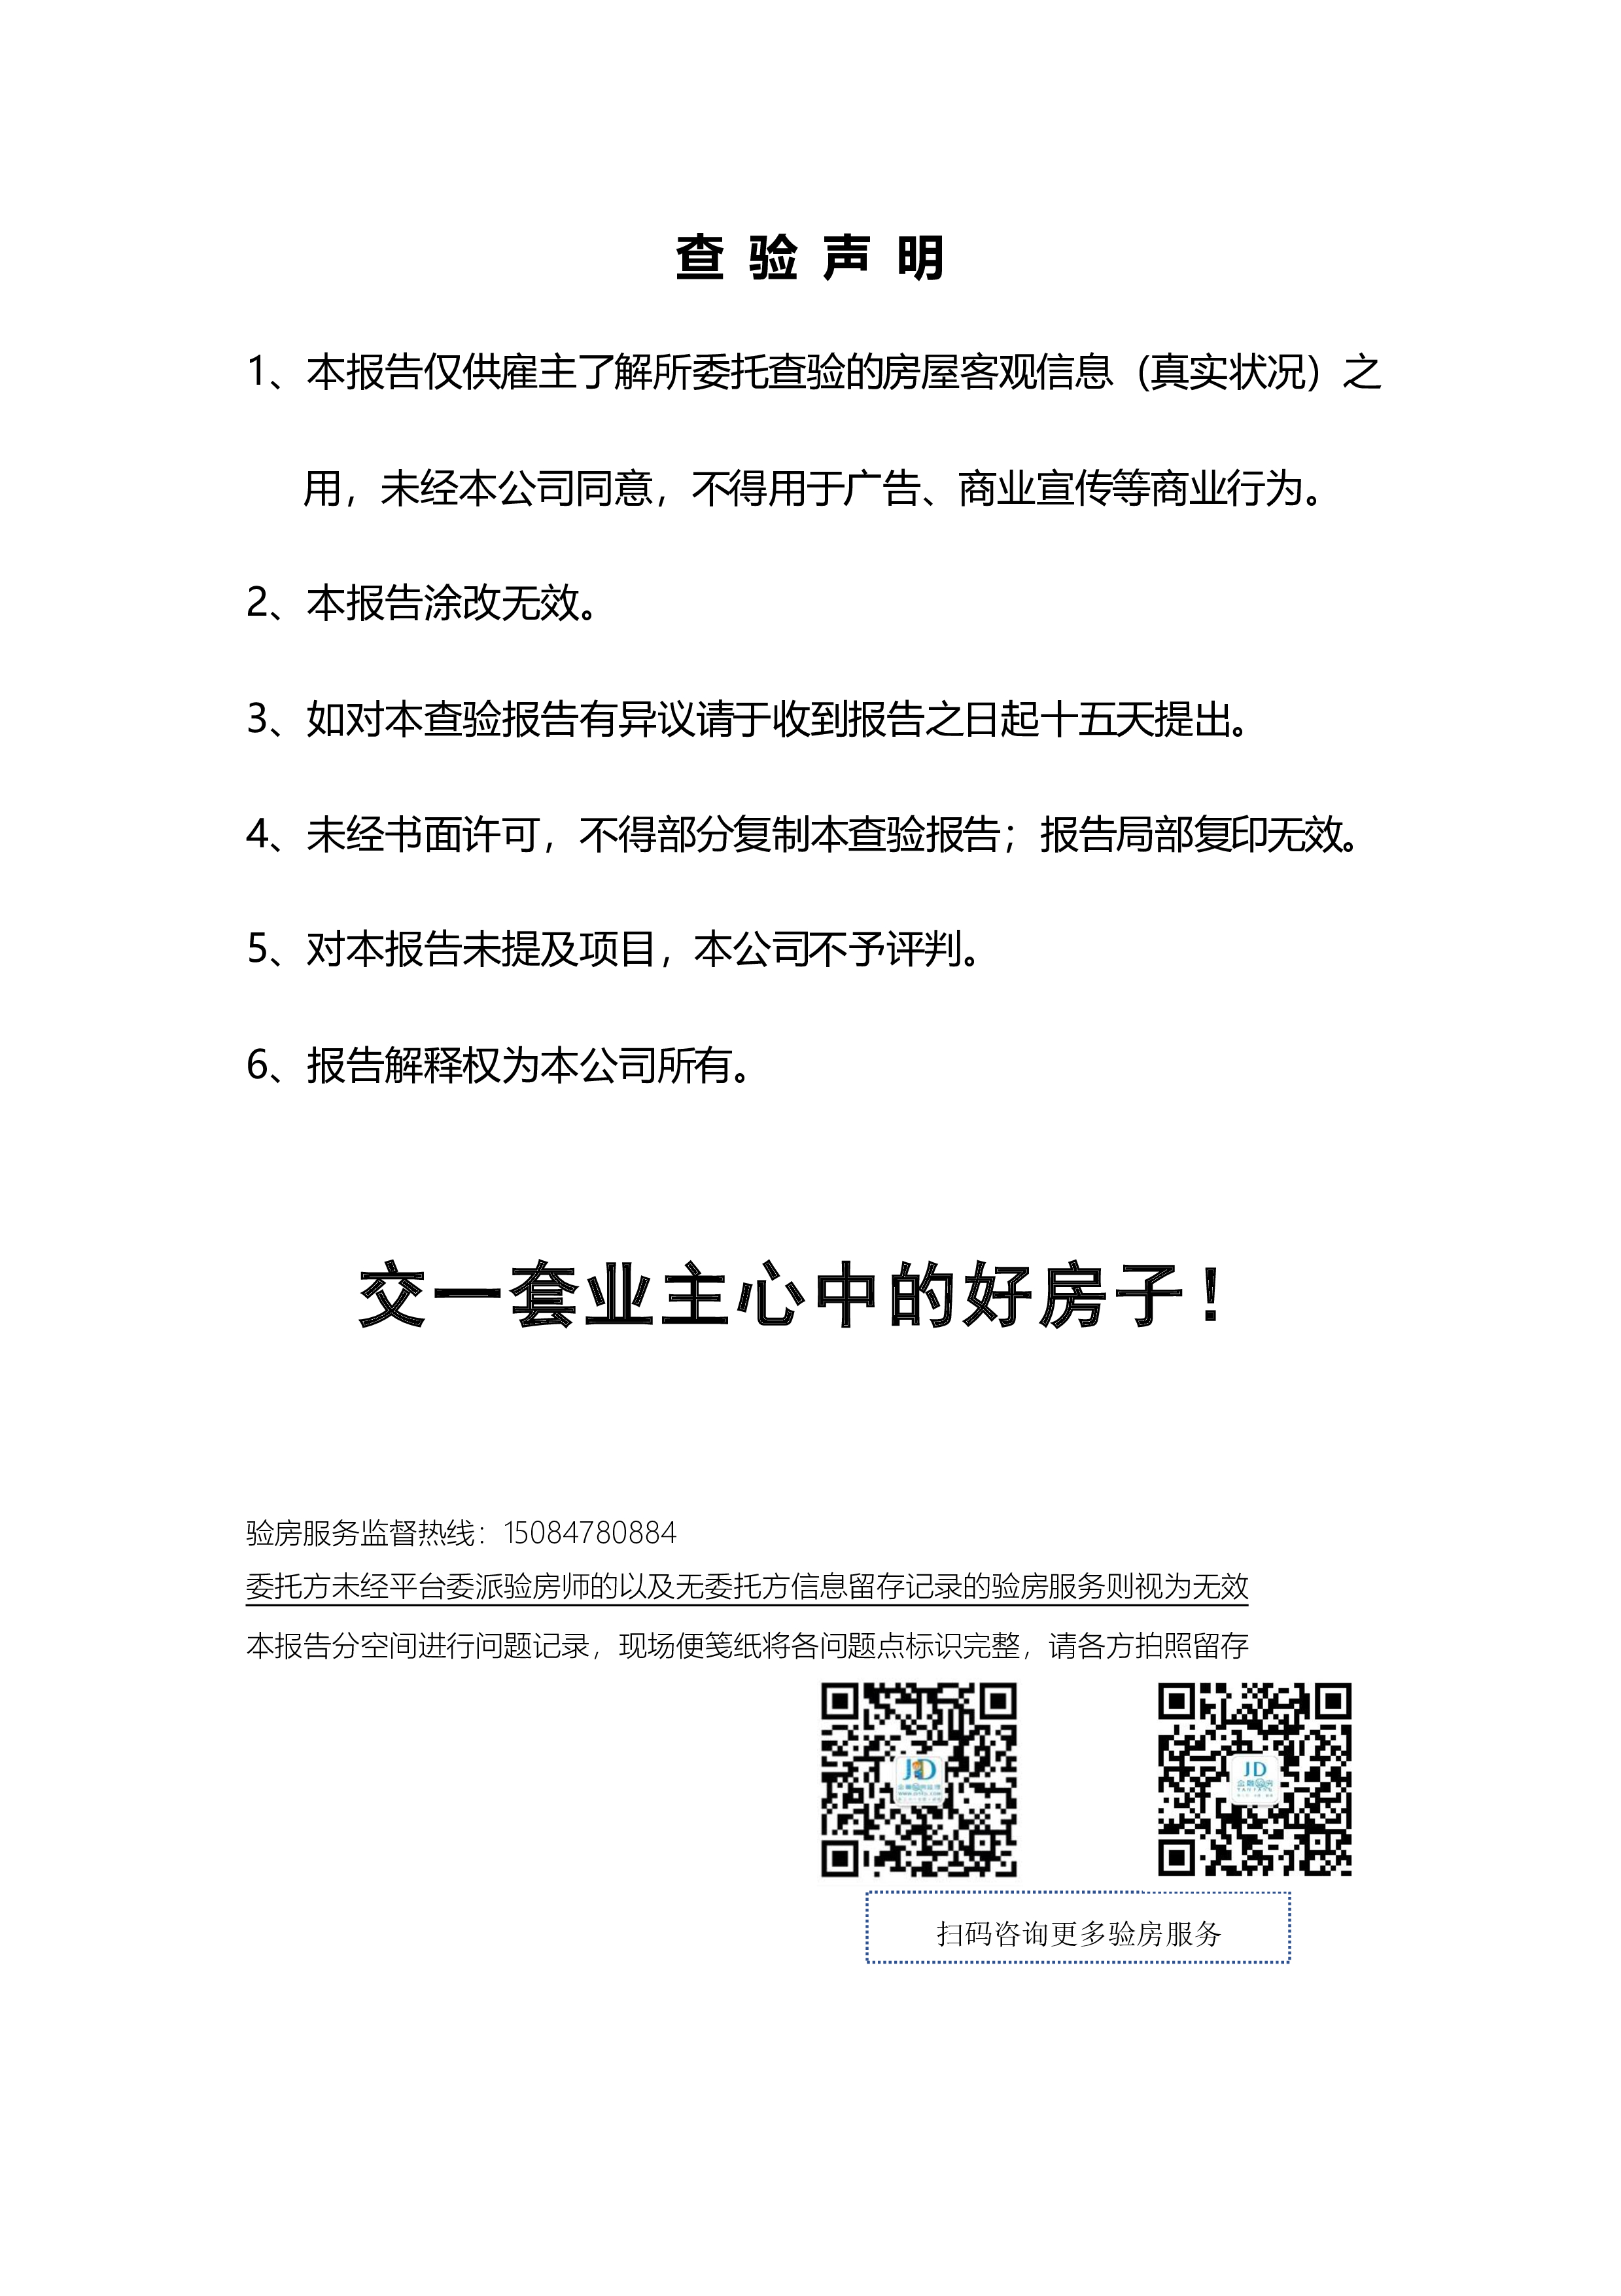 查验声明
1、本报告仅供雇主了解所委托查验的房屋客观信息（真实状况）之
用，未经本公司同意，不得用于广告、商业宣传等商业行为。
2、本报告涂改无效。
3、如对本查验报告有异议请于收到报告之日起十五天提出。
4、未经书面许可，不得部分复制本查验报告；报告局部复印无效。
5、对本报告未提及项目，本公司不予评判。
6、报告解释权为本公司所有。
交一套业主心中的好房子！
验房服务监督热线：15084780884
委托方未经平台委派验房师的以及无委托方信息留存记录的验房服务则视为无效
本报告分空间进行问题记录，现场便笺纸将各问题点标识完整，请各方拍照留存
JD
JD
扫码咨询更多验房服务